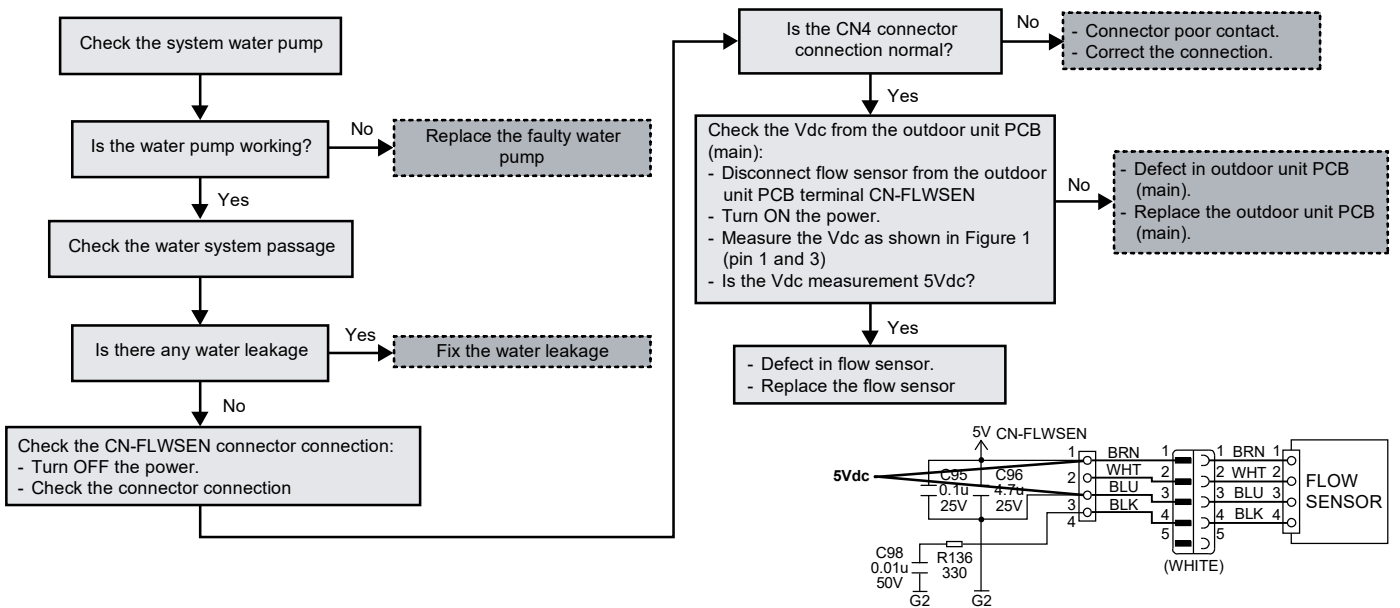 Check the system water pump
Is the water pump working?
No
Replace the faulty water
pump
Yes
Check the water system passage
Is there any water leakage
Yes
Fix the water leakage
No
Check the CN-FLWSEN connector connection:
- Turn OFF the power.
- Check the connector connection
Is the CN4 connector
connection normal?
No
- Connector poor contact.
- Correct the connection.
Yes
Check the Vdc from the outdoor unit PCB
(main):
- Disconnect flow sensor from the outdoor
unit PCB terminal CN-FLWSEN
- Turn ON the power.
- Measure the Vdc as shown in Figure 1
(pin 1 and 3)
- Is the Vdc measurement 5Vdc?
No
- Defect in outdoor unit PCB
(main).
- Replace the outdoor unit PCB
(main).
Yes
- Defect in flow sensor.
- Replace the flow sensor
5V CN-FLWSEN
5Vdc
C95
0.1u
25V
C96
4.7u
25V
1
2
3
4
BRN
WHT
BLU
BLK
1
2
3
4
5
1
2
3
4
5
(WHITE)
BRN 1
WHT 2
BLU 3
BLK 4
FLOW
SENSOR
C98
0.01u
50V
R136
330
G2
G2